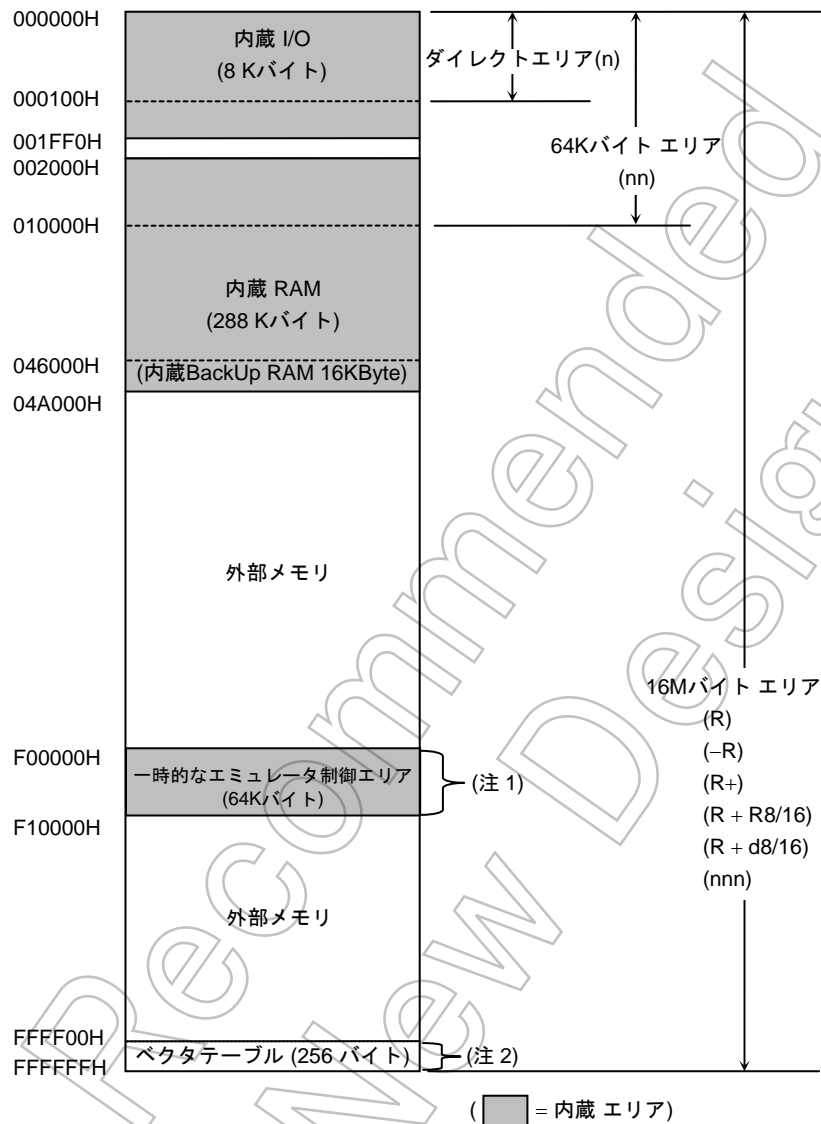 000000H
内蔵 I/O
(8 Kバイト)
ダイレクトエリア(n)
000100H
001FF0H
64Kバイト エリア
(nn)
002000H
010000H
内蔵 RAM
(288 Kバイト)
046000H
(内蔵BackUp RAM 16KByte)
04A000H
外部メモリ
16Mバイト エリア
(R)
(−R)
(R+)
(R + R8/16)
(R + d8/16)
(nnn)
F00000H
一時的なエミュレータ制御エリア
(64Kバイト)
(注 1)
F10000H
外部メモリ
FFFF00H
ベクタテーブル (256 バイト)
(注 2)
FFFFFFH
( = 内蔵 エリア)
Recommended
New Desig